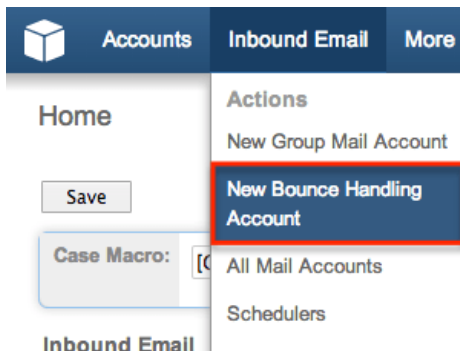 Accounts Inbound Email More
Home
Actions
New Group Mail Account
Save
New Bounce Handling
Account
Case Macro:
All Mail Accounts
Schedulers
Inbound Email